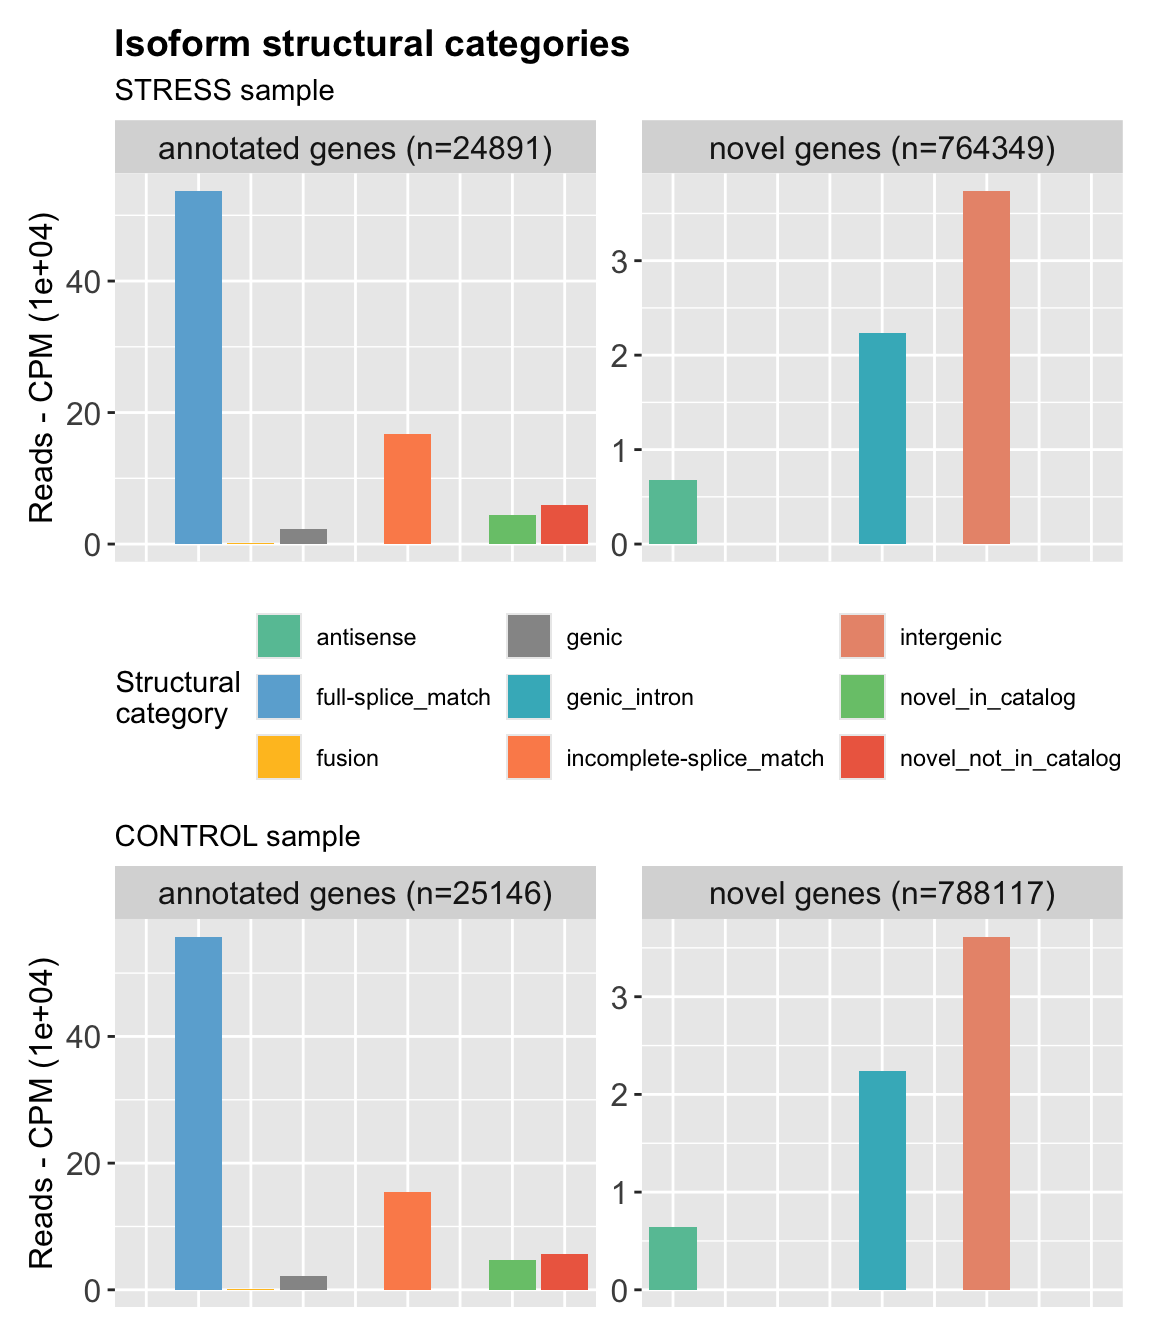 Isoform structural categories
STRESS sample
annotated genes (n=24891)
novel genes (n=764349)
Reads - CPM (1e+04)
40
20
0
3
2
1
0
Structural
category
antisense
full-splice_match
fusion
genic
genic_intron
incomplete-splice_match
intergenic
novel_in_catalog
novel_not_in_catalog
CONTROL sample
annotated genes (n=25146)
novel genes (n=788117)
Reads - CPM (1e+04)
40
20
0
3
2
1
0